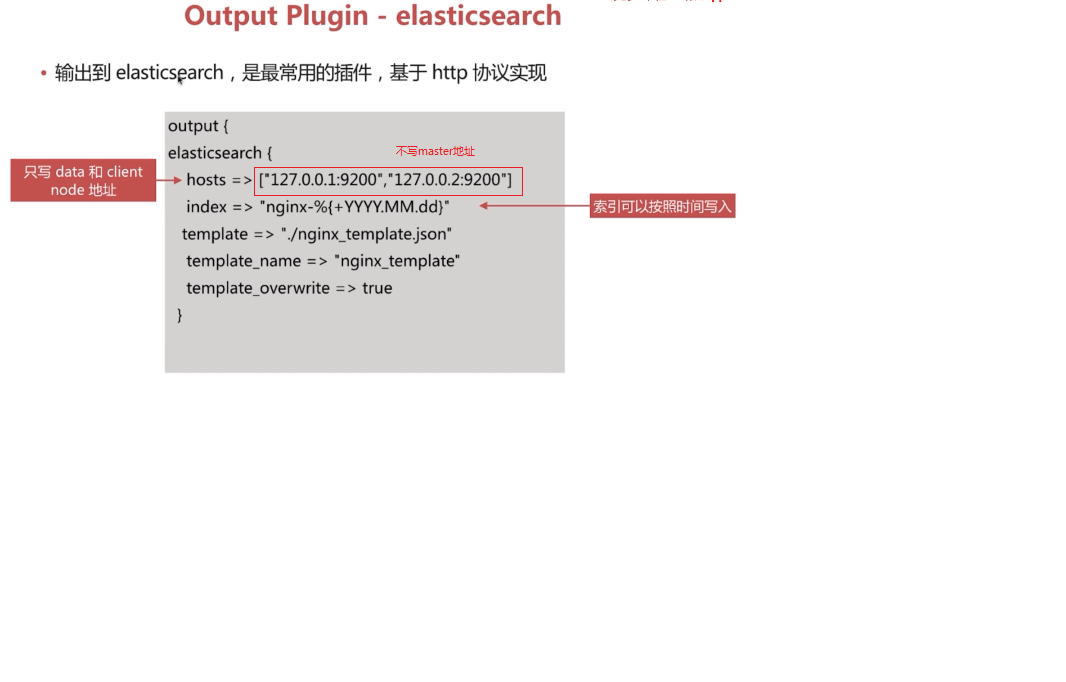 Output Plugin - elasticsearch
• 输出到 elasticsearch，是最常用的插件，基于 http 协议实现
output {
elasticsearch {
不写master地址
只写 data 和 client
node 地址
hosts => ["127.0.0.1:9200","127.0.0.2:9200"]
index => "nginx-%{+YYYY.MM.dd}"
索引可以按照时间写入
template => "./nginx_template.json"
template_name => "nginx_template"
template_overwrite => true
}